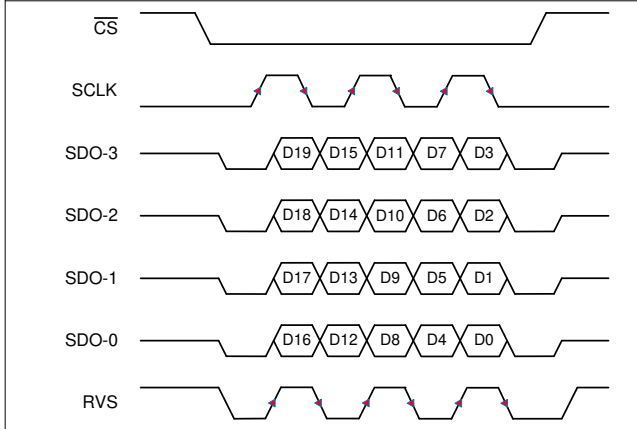 CS
SCLK
SDO-3 D19 D15 D11 D7 D3
SDO-2 D18 D14 D10 D6 D2
SDO-1 D17 D13 D9 D5 D1
SDO-0 D16 D12 D8 D4 D0
RVS